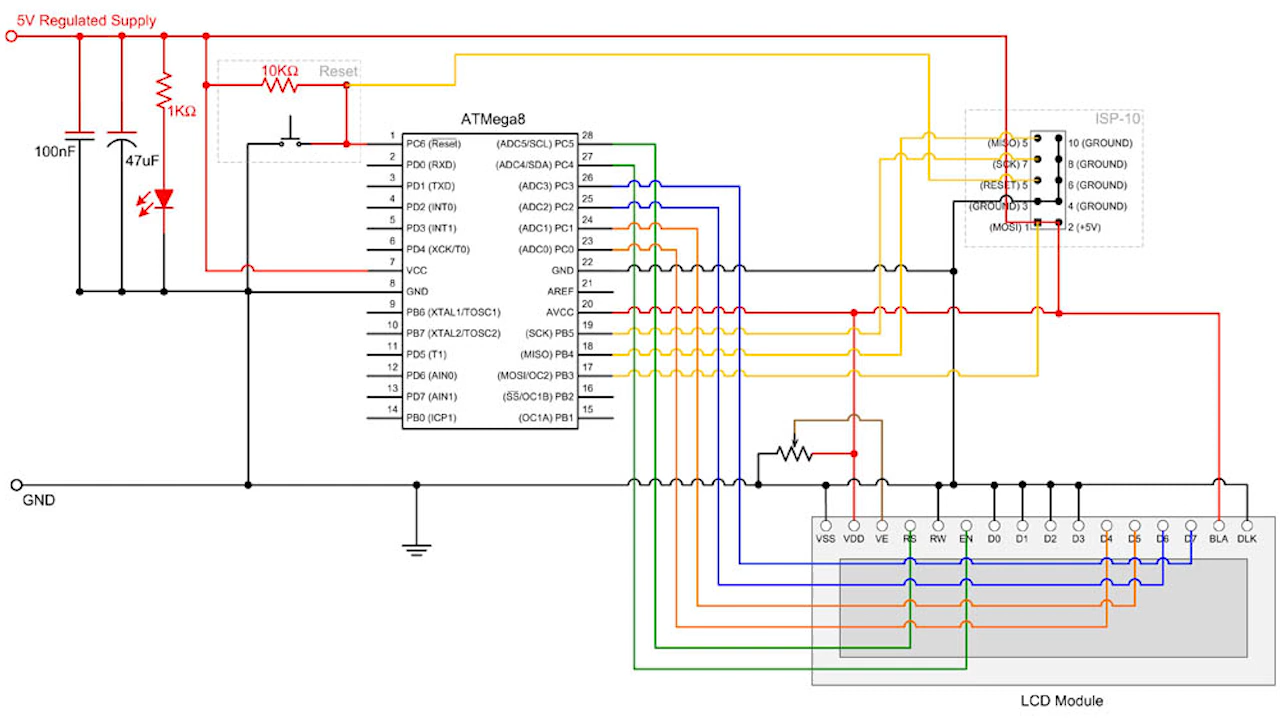 5V Regulated Supply
10KΩ
Reset
1KΩ
100nF
47uF
ATMega8
1 PC6 (Reset) (ADC5/SCL) PC5 28
2 PD0 (RXD) (ADC4/SDA) PC4 27
3 PD1 (TXD) (ADC3) PC3 26
4 PD2 (INT0) (ADC2) PC2 25
5 PD3 (INT1) (ADC1) PC1 24
6 PD4 (XCK/T0) (ADC0) PC0 23
7 VCC GND 22
8 GND AREF 21
9 PB6 (XTAL1/TOSC1) AVCC 20
10 PB7 (XTAL2/TOSC2) (SCK) PB5 19
11 PD5 (T1) (MISO) PB4 18
12 PD6 (AIN0) (MOSI/OC2) PB3 17
13 PD7 (AIN1) (SS/OC1B) PB2 16
14 PB0 (ICP1) (OC1A) PB1 15
ISP-10
(MISO) 5 10 (GROUND)
(SCK) 7 8 (GROUND)
(RESET) 5 6 (GROUND)
(GROUND) 3 4 (GROUND)
(MOSI) 1 2 (+5V)
GND
VSS VDD VE RS RW EN D0 D1 D2 D3 D4 D5 D6 D7 BLA DLK
LCD Module